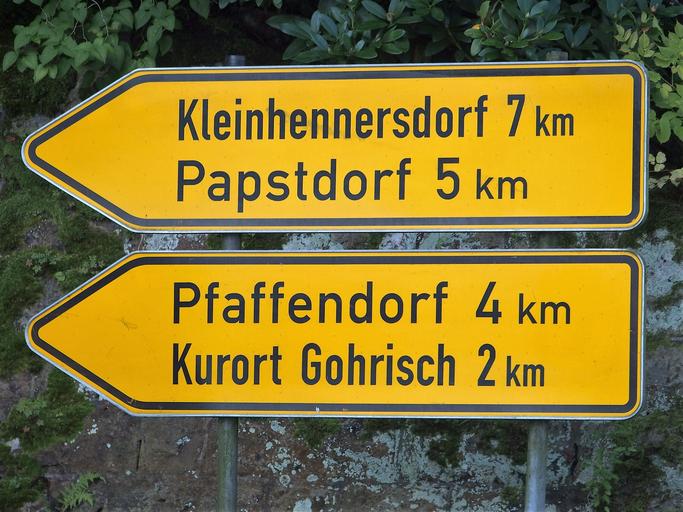 Kleinhennersdorf 7 km
Papstdorf 5 km
Pfaffendorf 4 km
Kurort Gohrisch 2 km